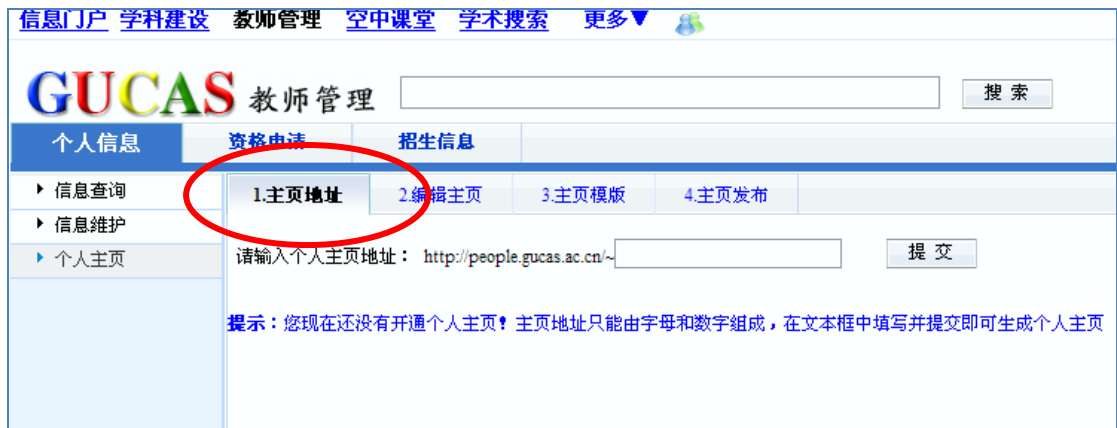 信息门户 学科建设 教师管理 空中课堂 学术搜索 更多▼
GUCAS 教师管理 搜 索
个人信息 资格申请 招生信息
信息查询 1.主页地址 2.编辑主页 3.主页模版 4.主页发布
信息维护
个人主页 请输入个人主页地址： http://people.gucas.ac.cn/~ 提 交
提示：您现在还没有开通个人主页！主页地址只能由字母和数字组成，在文本框中填写并提交即可生成个人主页